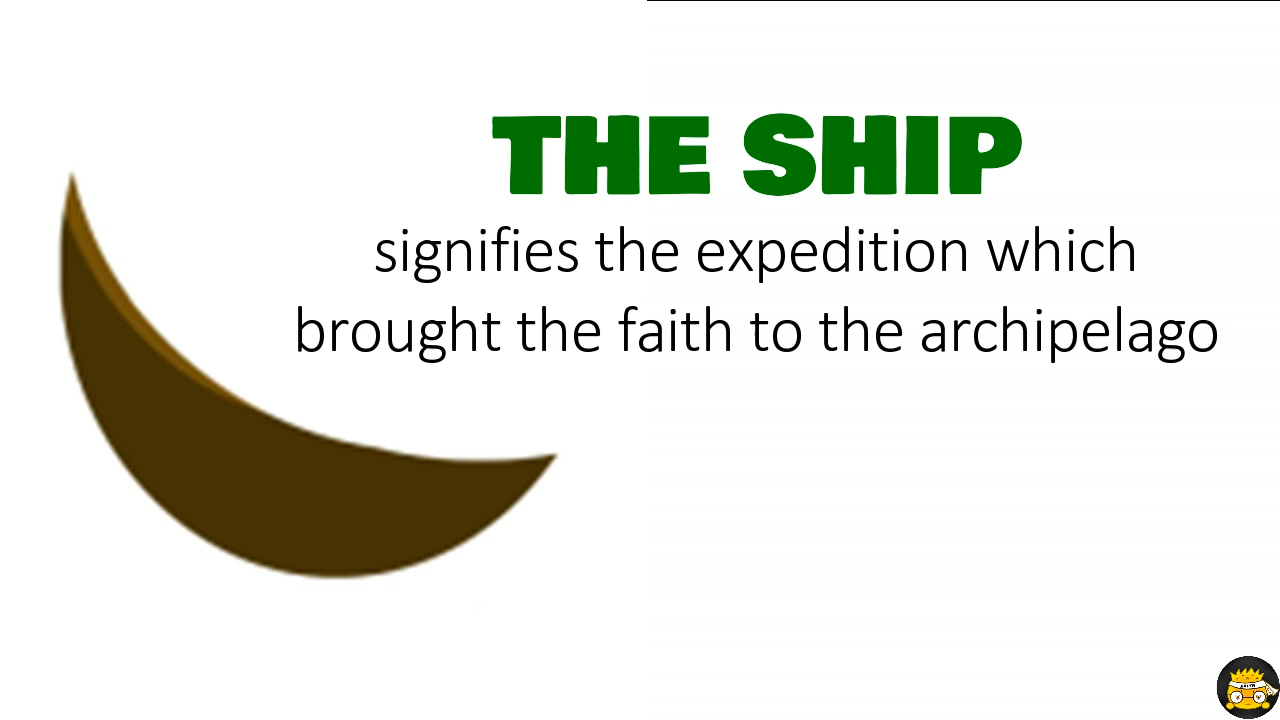 THE SHIP
signifies the expedition which
brought the faith to the archipelago